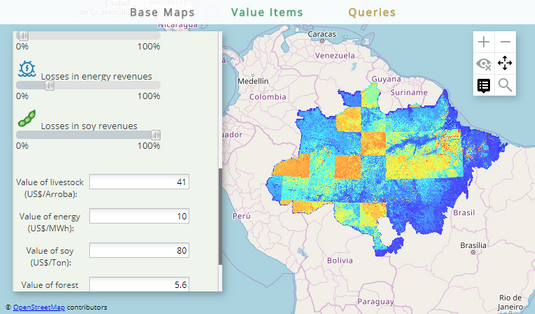 Base Maps
Value Items
Queries
0%
100%
Losses in energy revenues
0%
100%
Losses in soy revenues
0%
100%
Value of livestock
(US$/Arroba):
41
Value of energy
(US$/MWh):
10
Value of soy
(US$/Ton):
80
Value of forest
5.6
© OpenStreetMap contributors
Nicaragua
Caracas
Venezuela
Medellín
Guyana
Suriname
Colombia
uador
Perú
Brasil
Brasília
Bolivia
Paraguay
Rio de
Janeiro